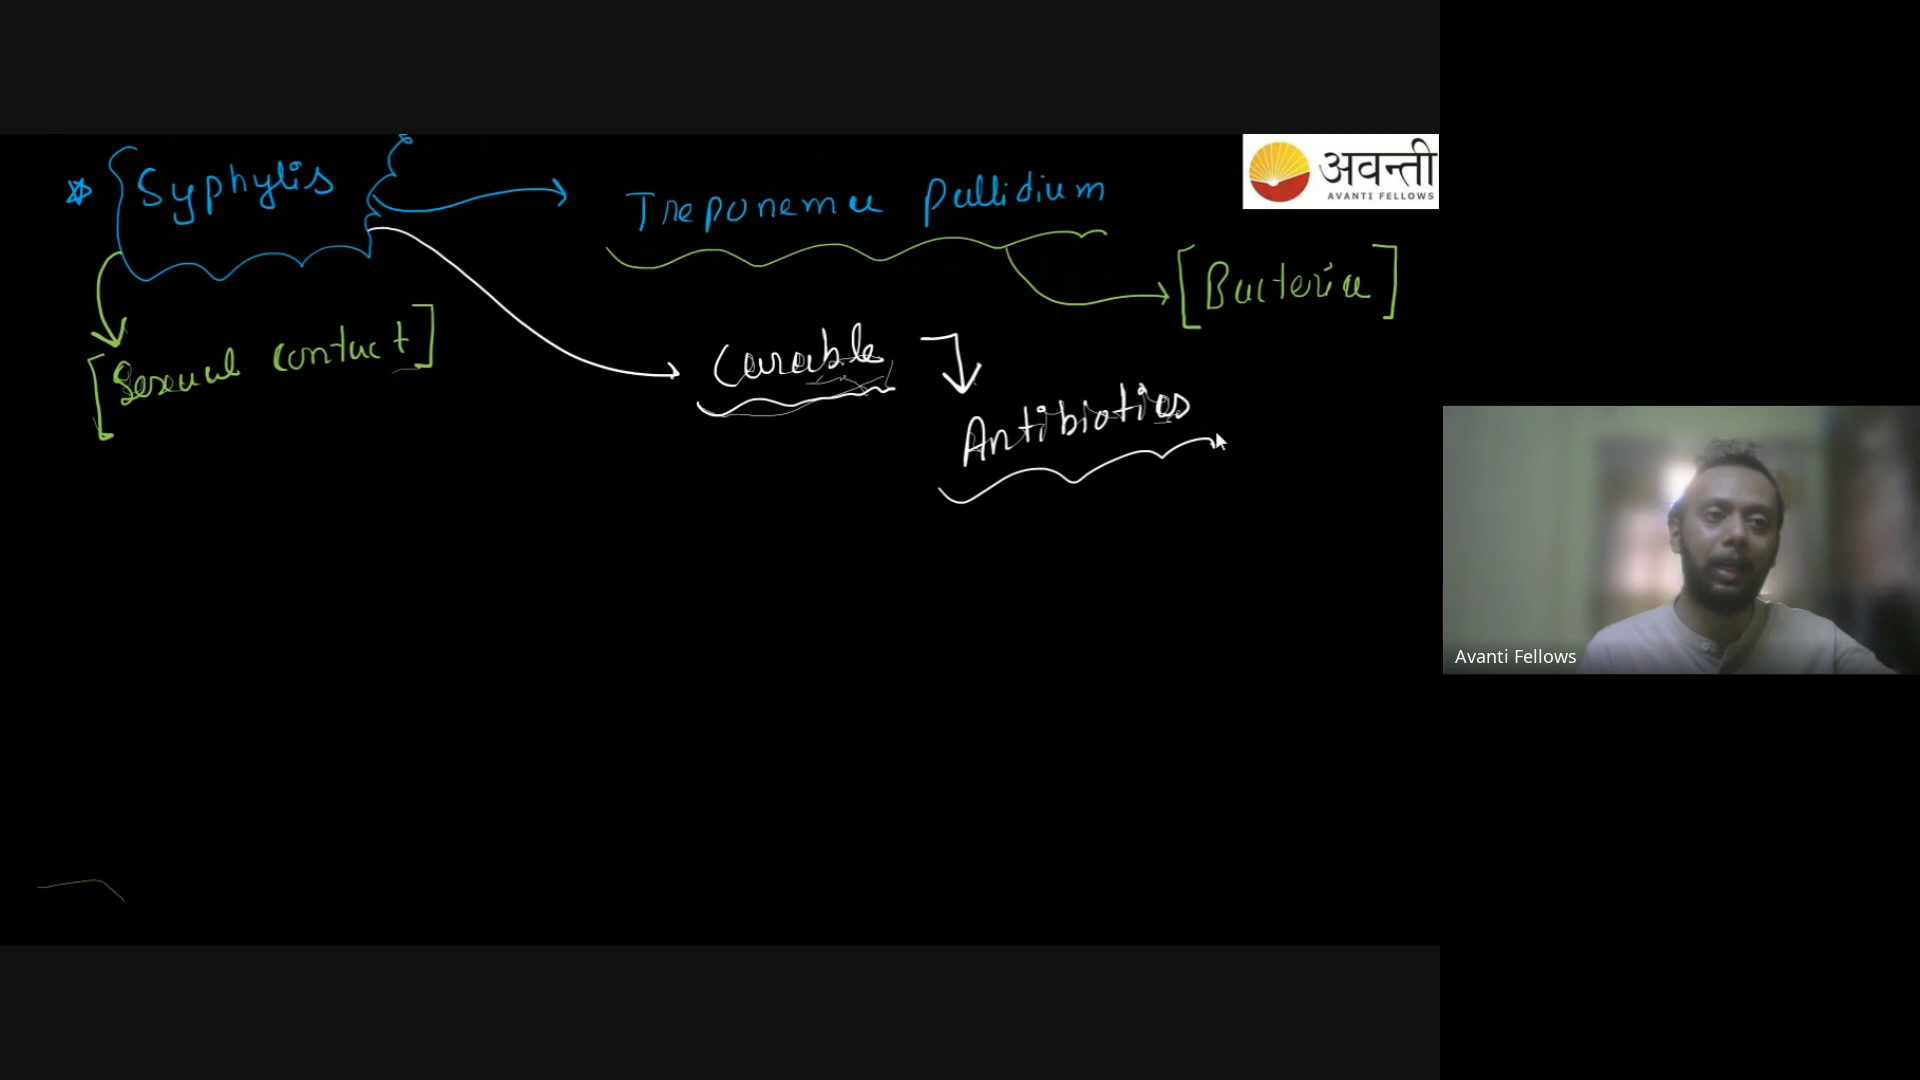 Syphylis
Treponema pallidium
अवन्ती
AVANTI FELLOWS
[Bacteria]
[Sexual contact]
Curable
Antibiotics
Avanti Fellows